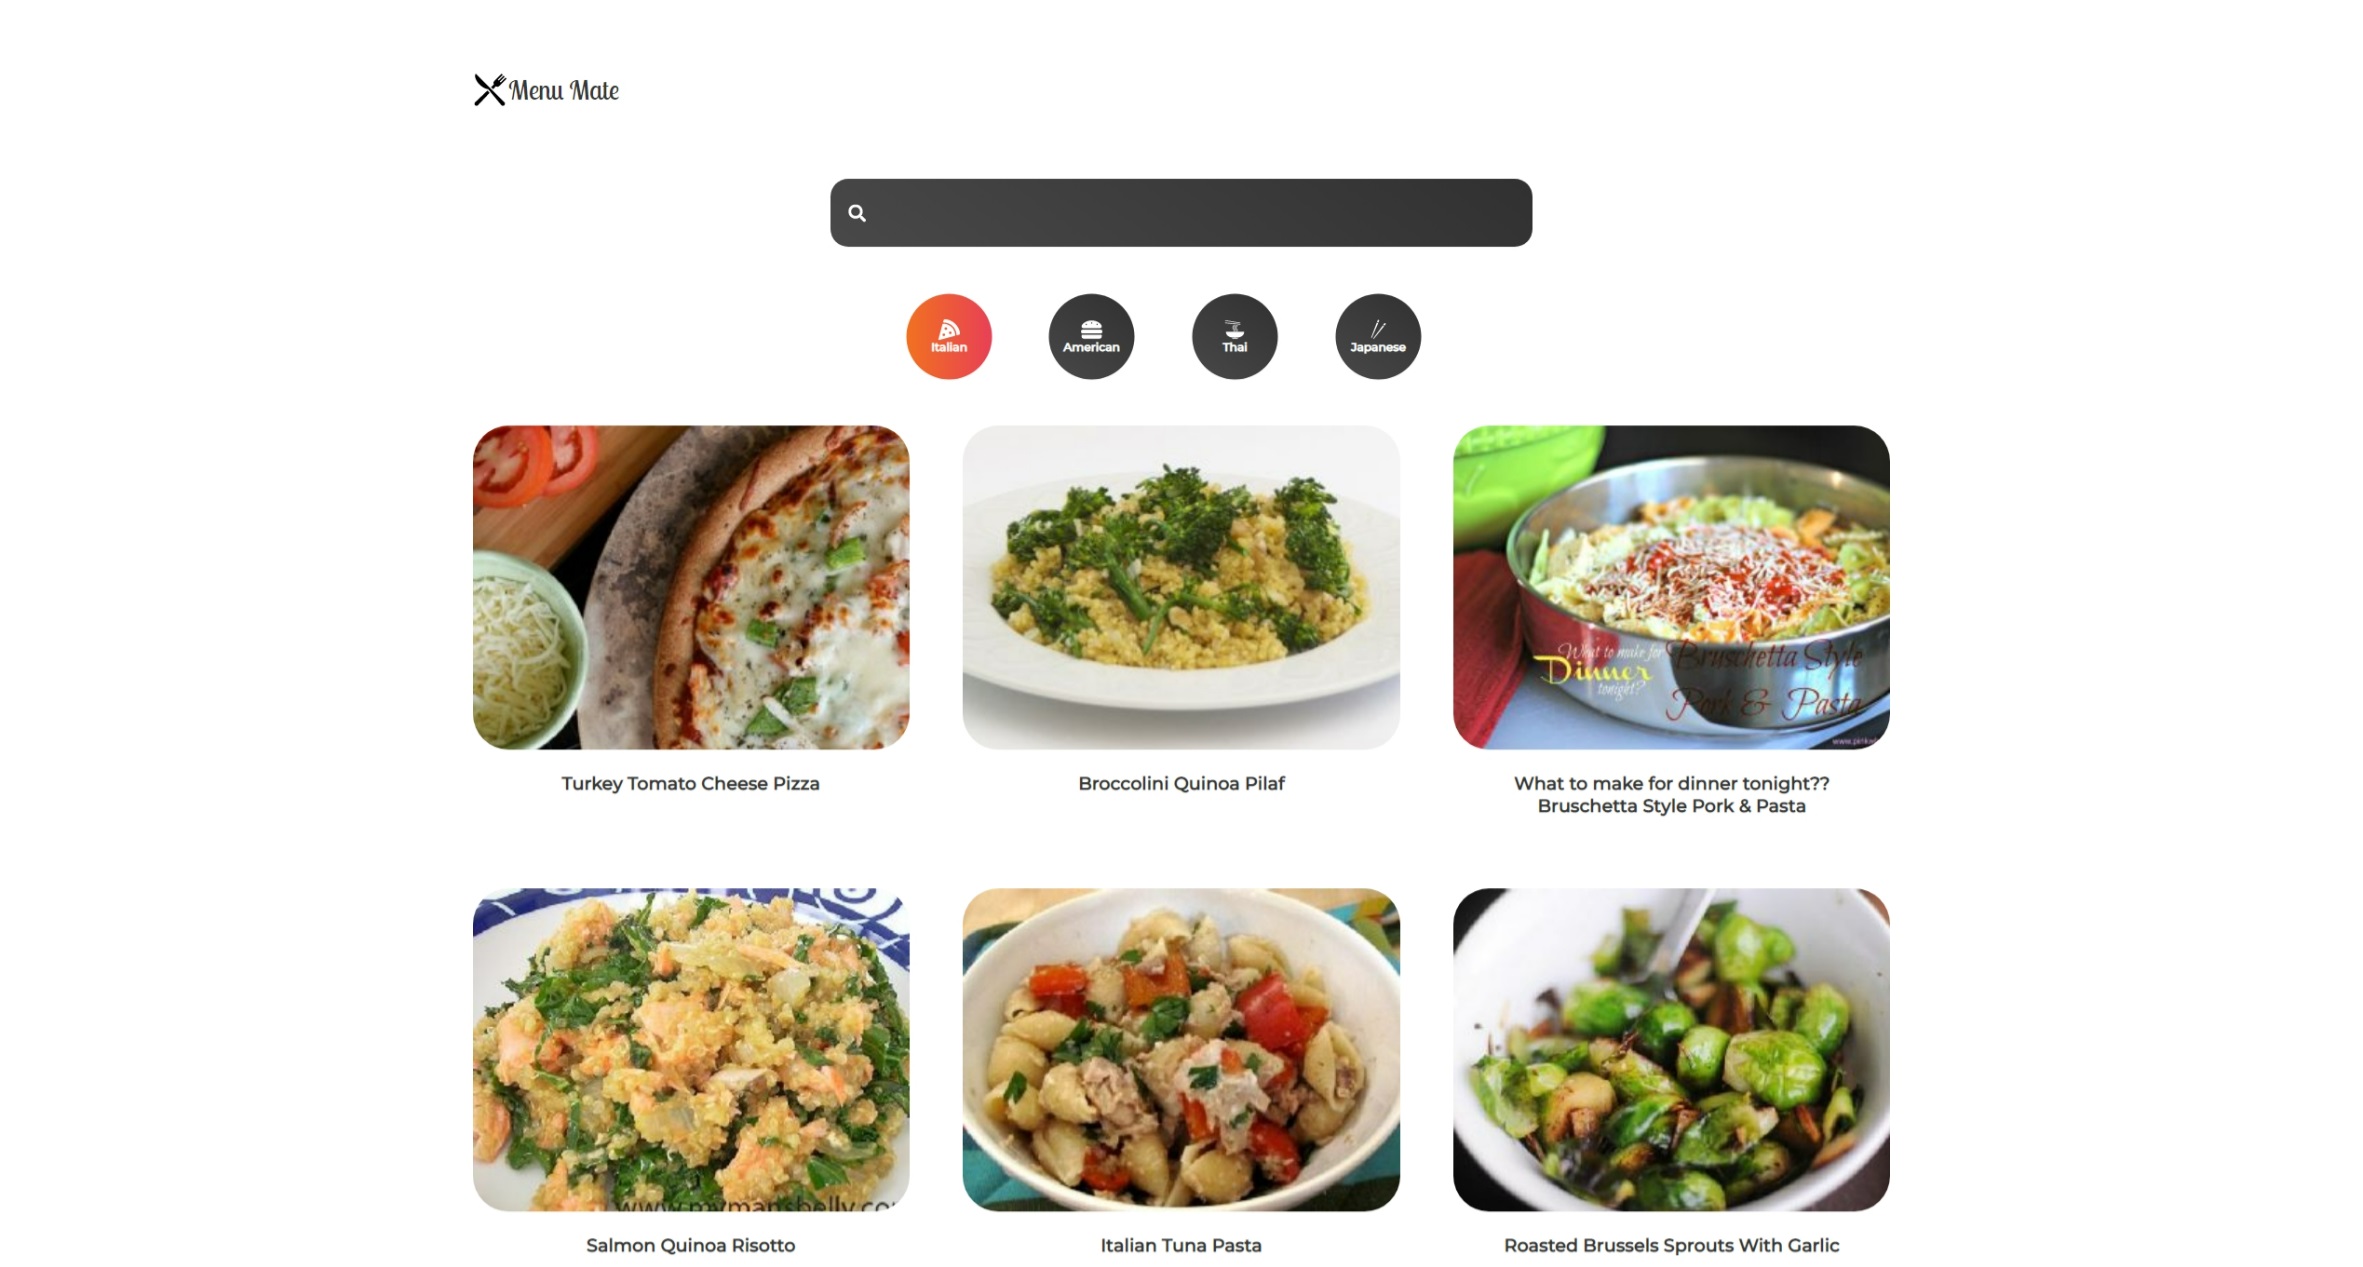 Menu Mate
Italian
American
Thai
Japanese
What to make for
Dinner
tonight?
Bruschetta Style
Pork & Pasta
Turkey Tomato Cheese Pizza
Broccolini Quinoa Pilaf
What to make for dinner tonight??
Bruschetta Style Pork & Pasta
www.mymansbelly.co
Salmon Quinoa Risotto
Italian Tuna Pasta
Roasted Brussels Sprouts With Garlic